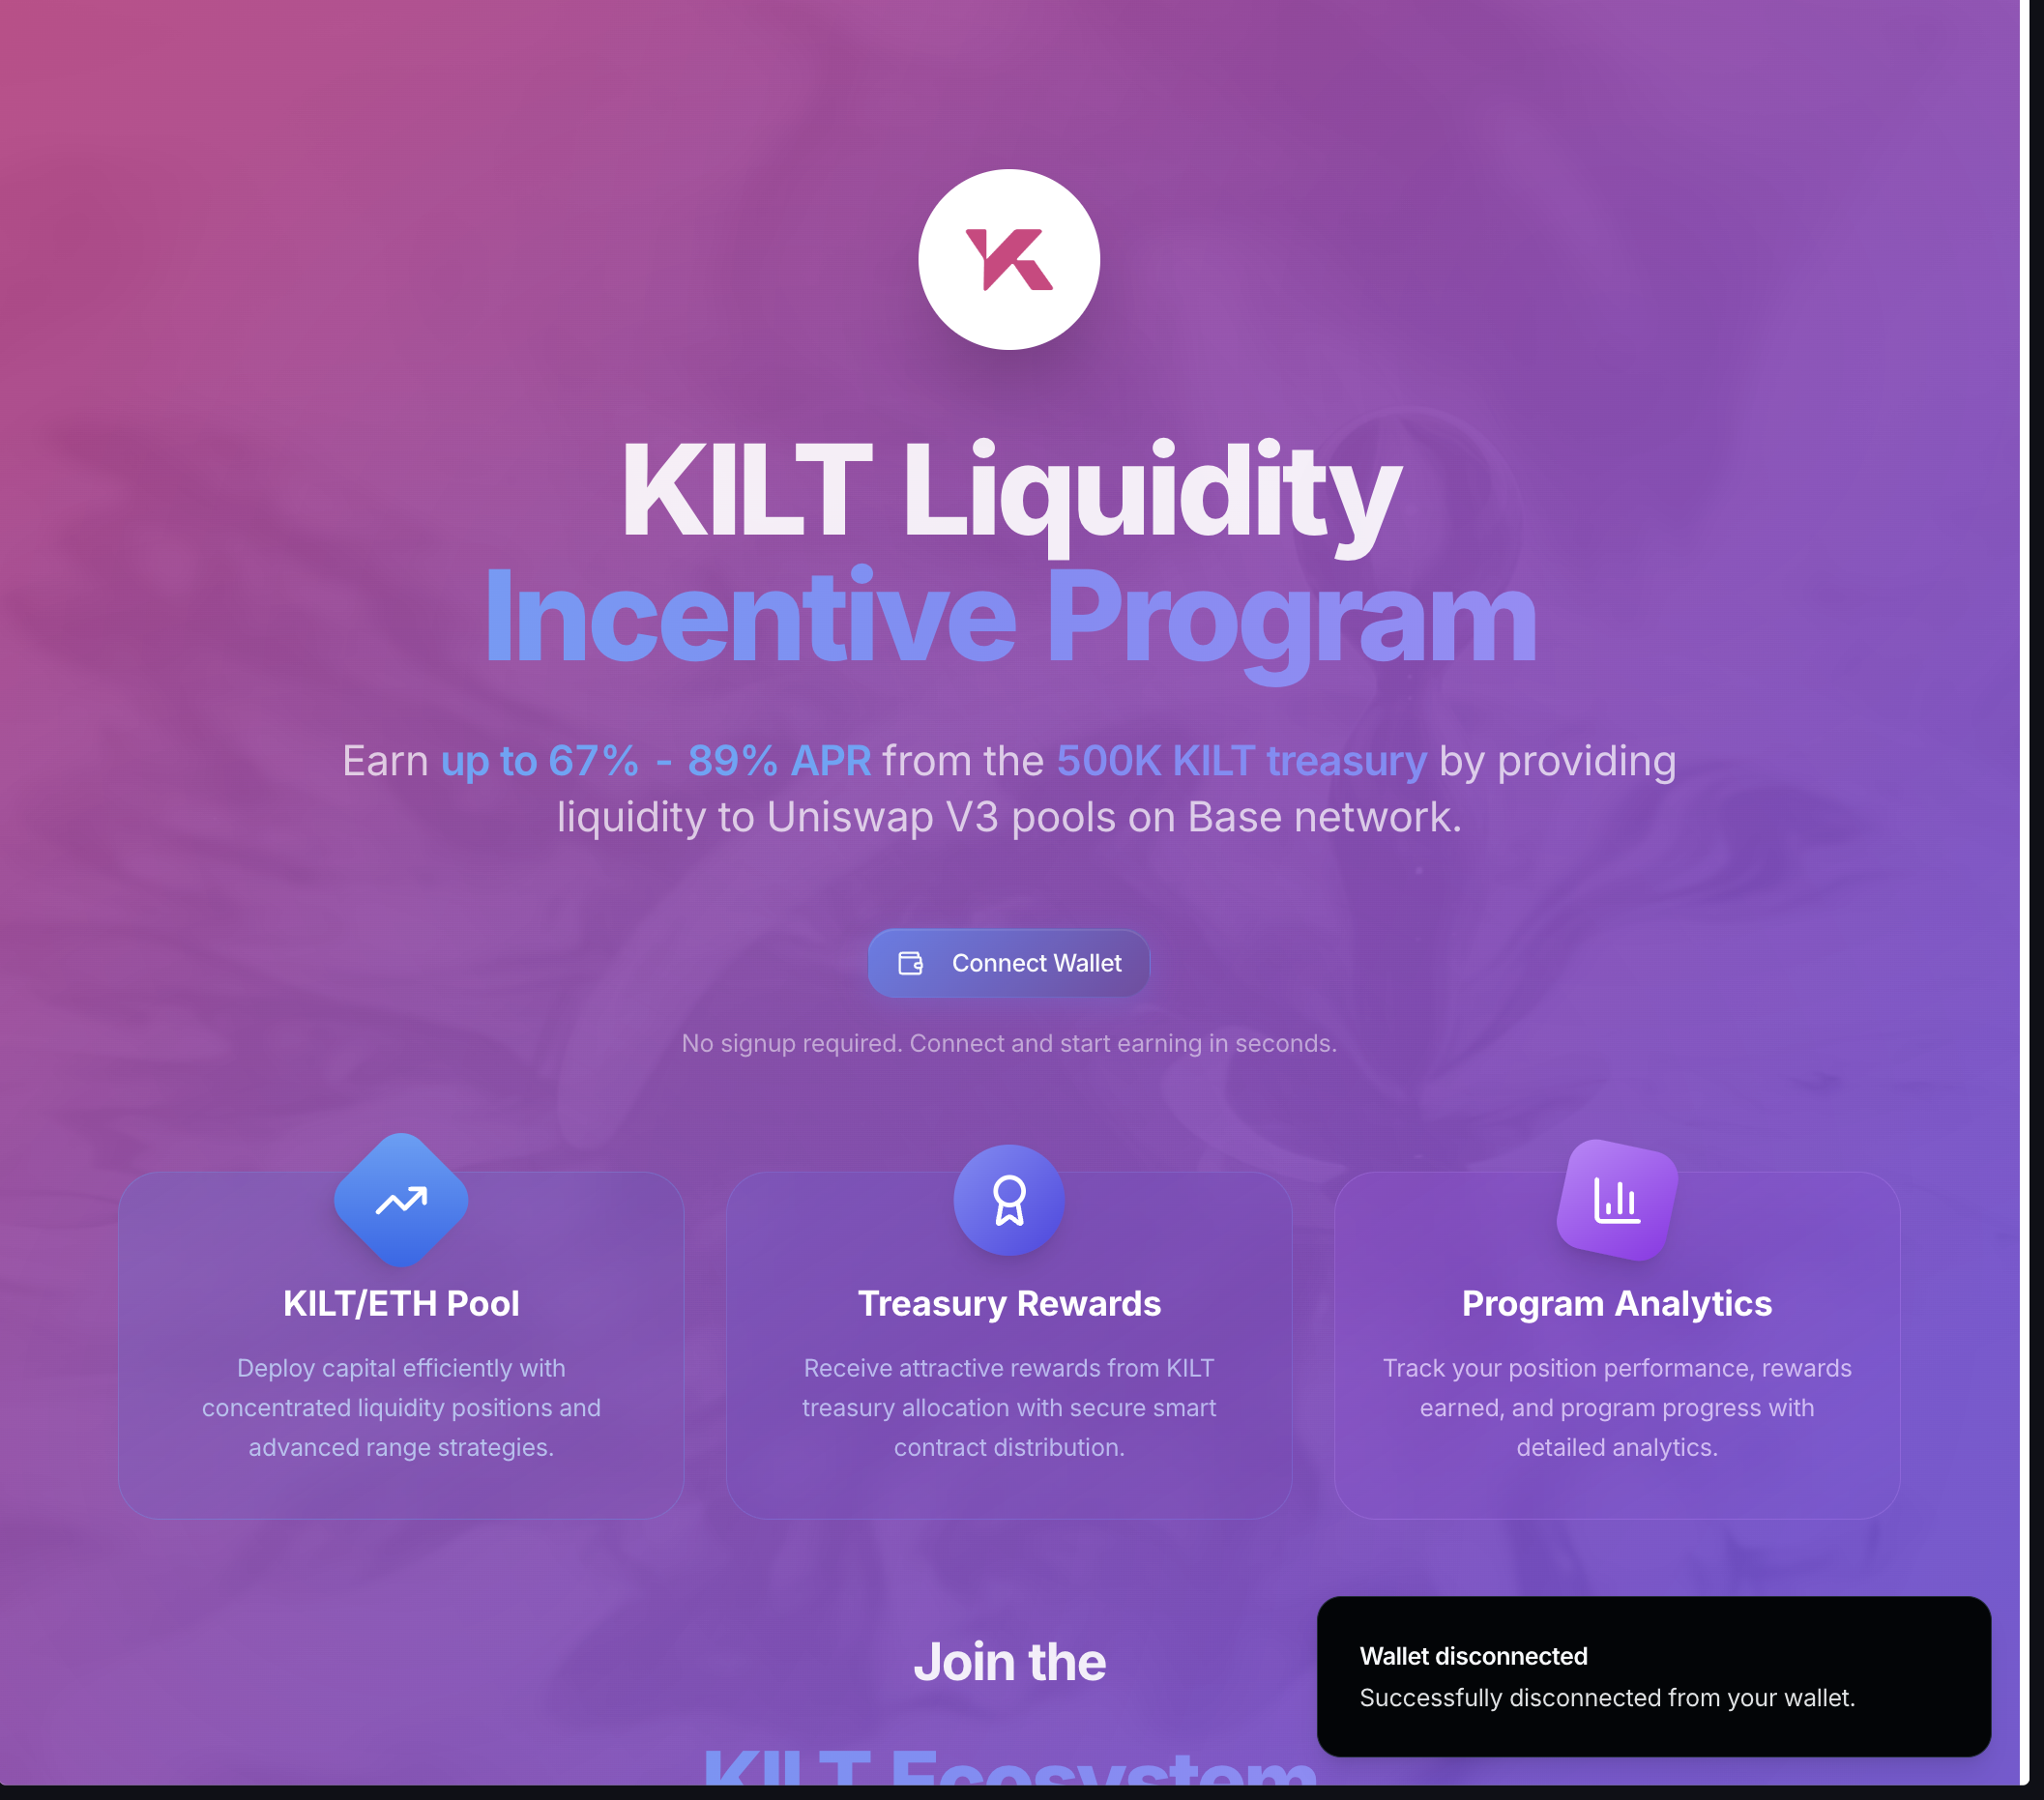 KILT Liquidity
Incentive Program
Earn up to 67% - 89% APR from the 500K KILT treasury by providing
liquidity to Uniswap V3 pools on Base network.
Connect Wallet
No signup required. Connect and start earning in seconds.
KILT/ETH Pool
Deploy capital efficiently with
concentrated liquidity positions and
advanced range strategies.
Treasury Rewards
Receive attractive rewards from KILT
treasury allocation with secure smart
contract distribution.
Program Analytics
Track your position performance, rewards
earned, and program progress with
detailed analytics.
Join the
KILT Ecosystem
Wallet disconnected
Successfully disconnected from your wallet.